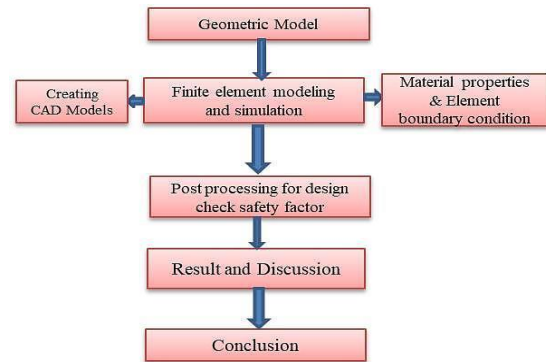 Geometric Model
Creating
CAD Models
Finite element modeling
and simulation
Material properties
& Element
boundary condition
Post processing for design
check safety factor
Result and Discussion
Conclusion